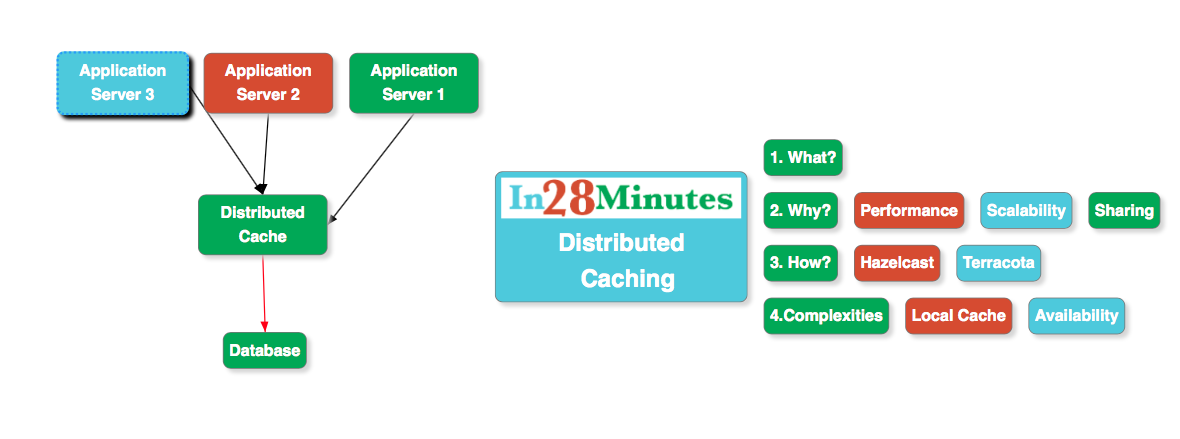 Application
Server 3
Application
Server 2
Application
Server 1
Distributed
Cache
Database
In28Minutes
Distributed
Caching
1. What?
2. Why? Performance Scalability Sharing
3. How? Hazelcast Terracota
4.Complexities Local Cache Availability